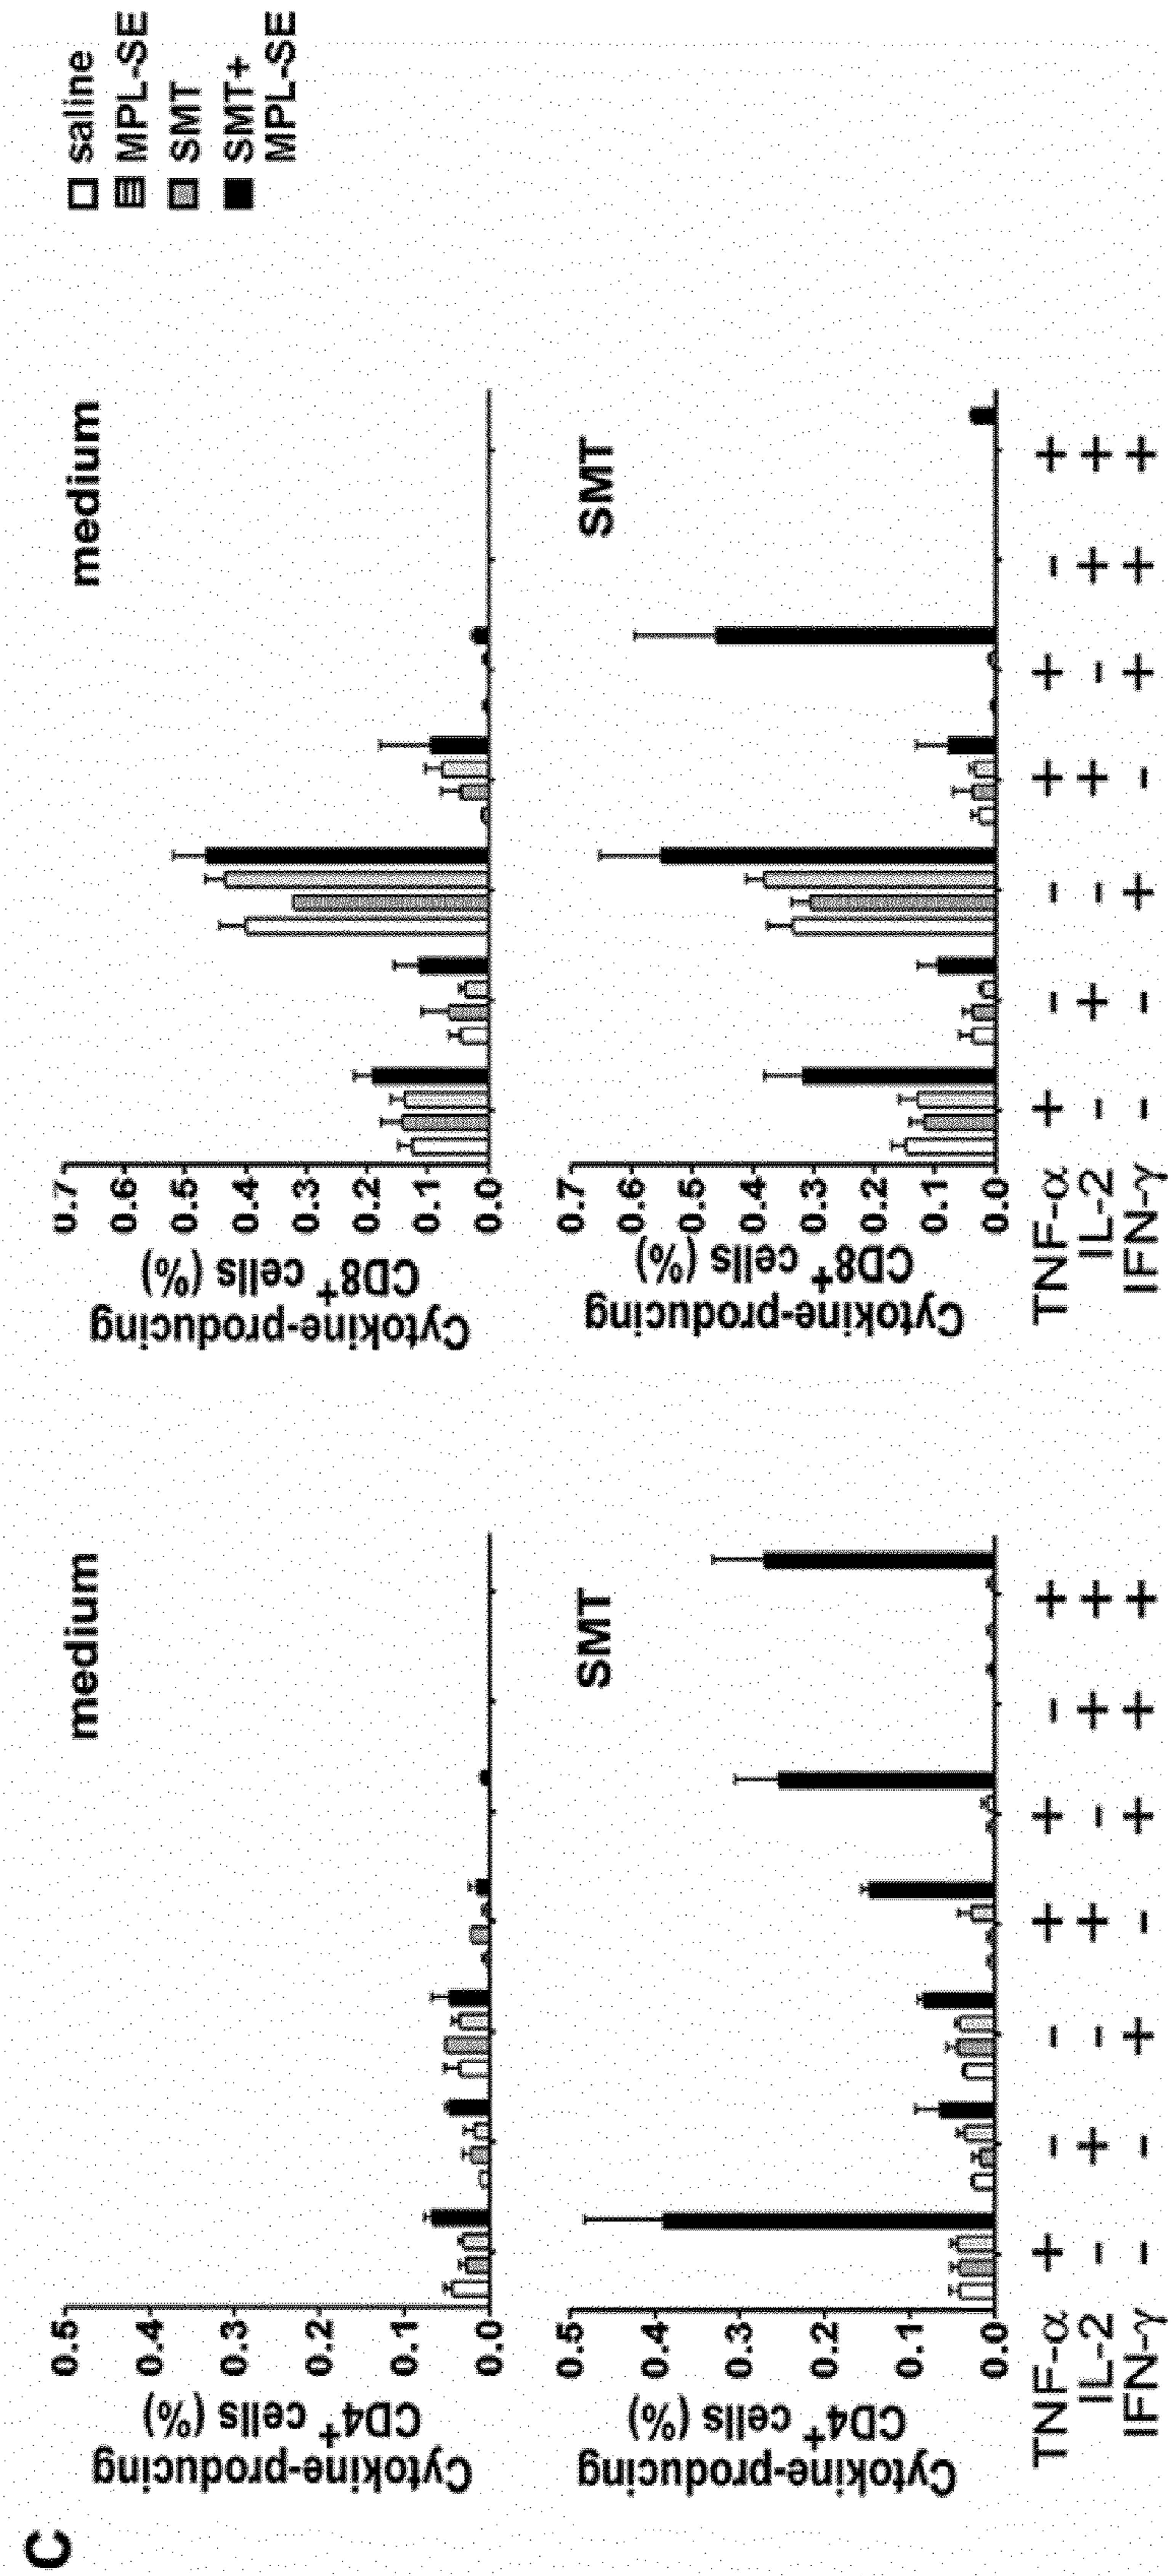 C
medium
Cytokine-producing
CD4⁺ cells (%)
0.5
0.4
0.3
0.2
0.1
0.0
medium
Cytokine-producing
CD8⁺ cells (%)
0.7
0.6
0.5
0.3
0.2
0.1
0.0
saline
MPL-SE
SMT
SMT+
MPL-SE
SMT
Cytokine-producing
CD4⁺ cells (%)
0.5
0.4
0.3
0.2
0.1
0.0
TNF-α + - - + + - +
IL-2 - + - + - + +
IFN-γ - - + - + + +
SMT
Cytokine-producing
CD8⁺ cells (%)
0.7
0.6
0.5
0.3
0.2
0.1
0.0
TNF-α + - - + + - +
IL-2 - + - + - + +
IFN-γ - - + - + + +